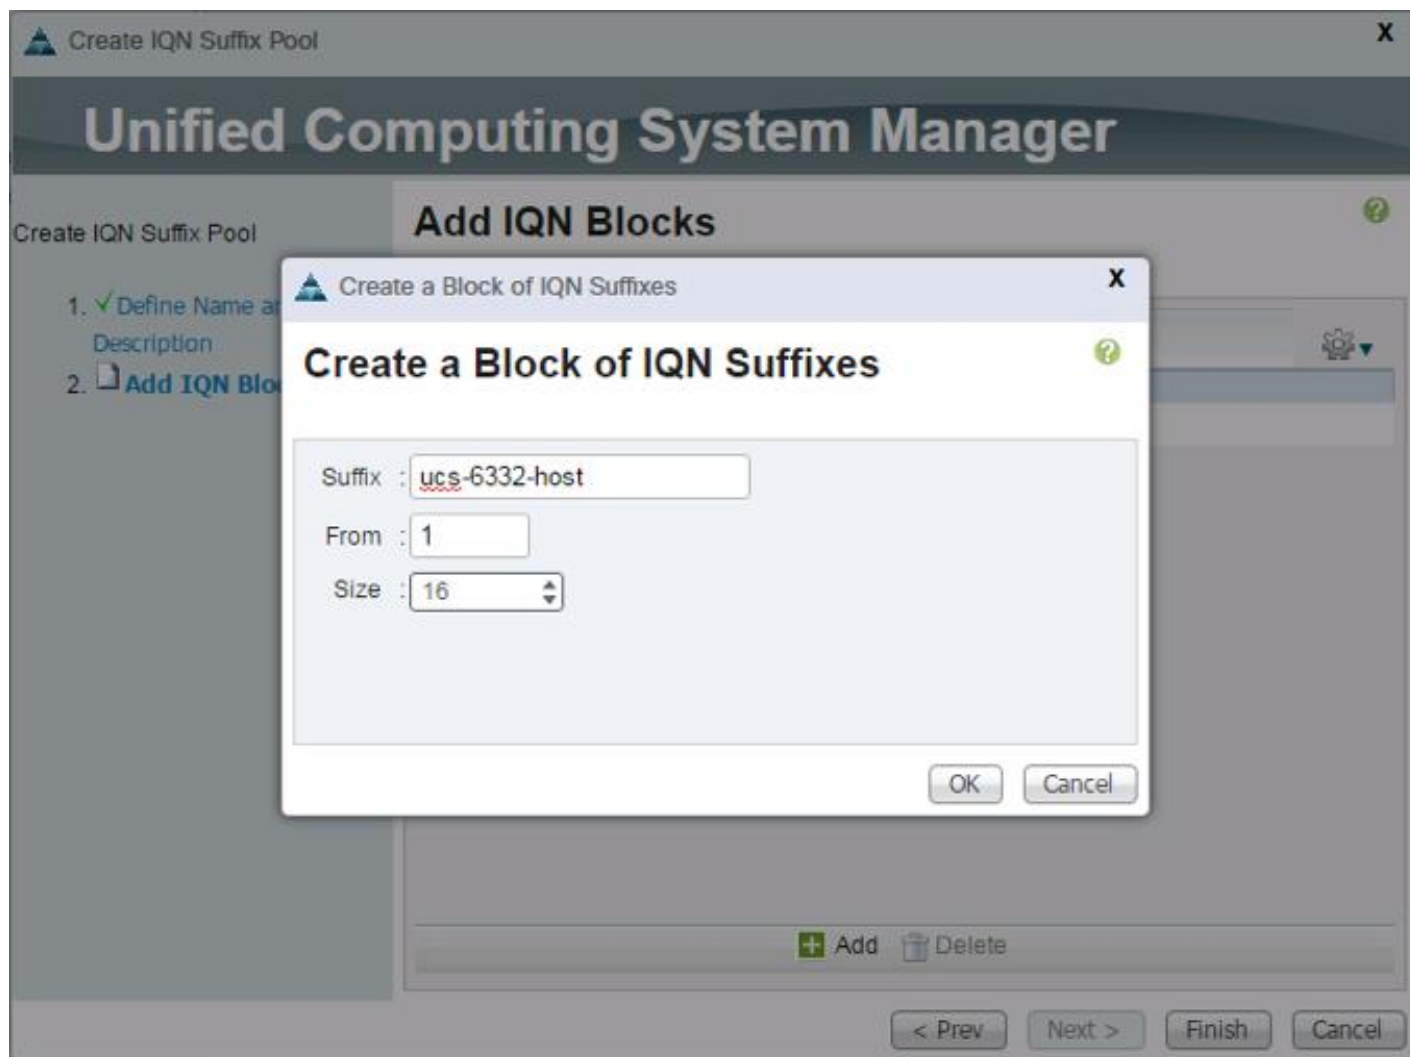 Create IQN Suffix Pool
X
Unified Computing System Manager
Create IQN Suffix Pool
1. Define Name
Description
2. Add IQN
Add IQN Blocks
?
Create a Block of IQN Suffixes
X
Create a Block of IQN Suffixes
?
Suffix : ucs-6332-host
From : 1
Size : 16
OK Cancel
Add Delete
< Prev Next > Finish Cancel